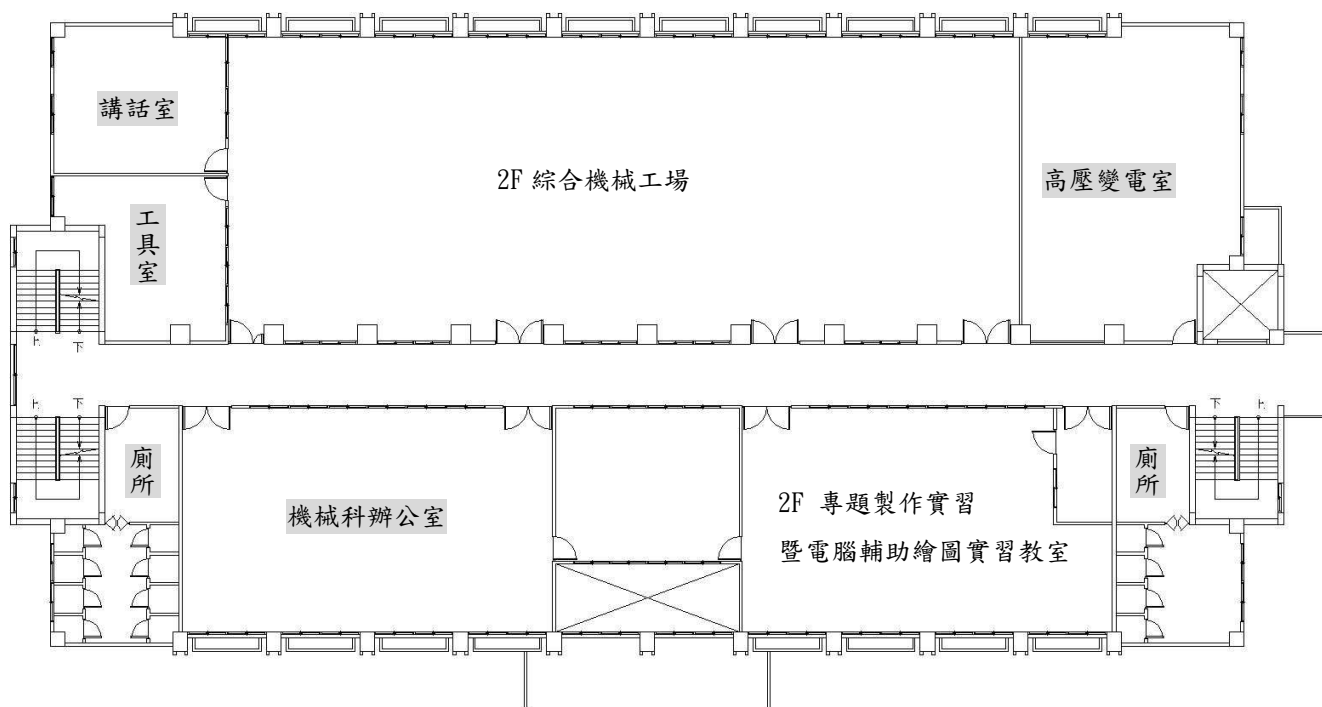 講話室
2F 綜合機械工場
高壓變電室
工具室
上 下
上 下
下 上
廁所
機械科辦公室
2F 專題製作實習
暨電腦輔助繪圖實習教室
廁所